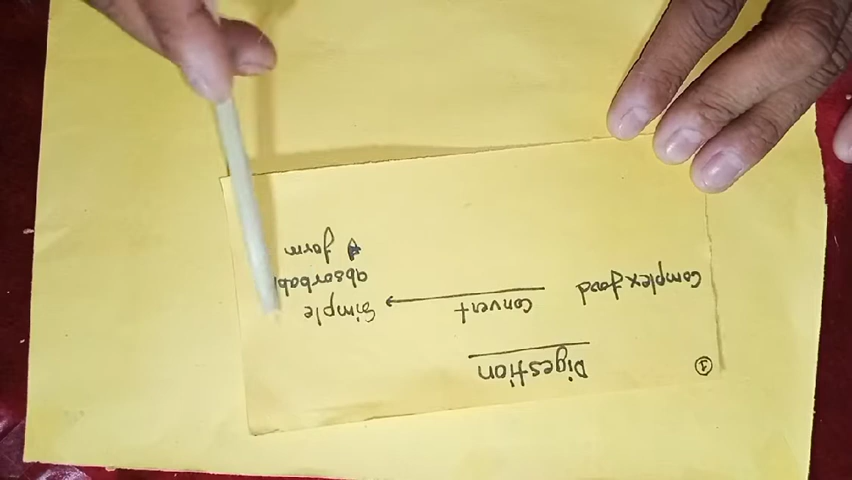 ① Digestion
Complex food Convert Simple
absorbabl
form